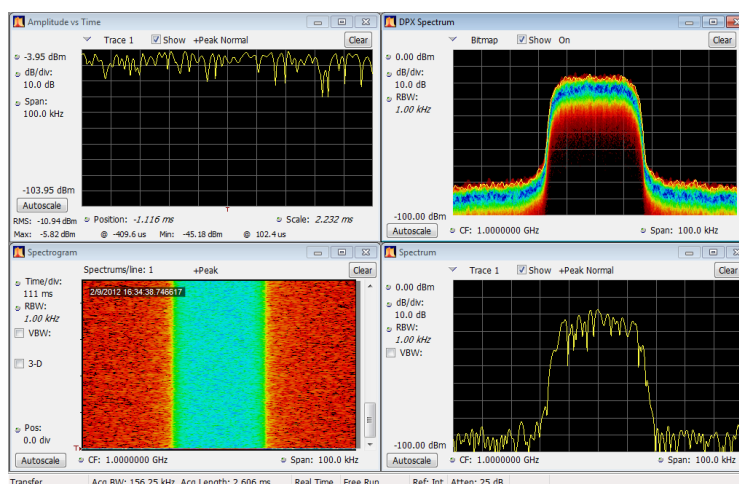 Amplitude vs Time
Trace 1 Show +Peak Normal Clear
-3.95 dBm
dB/div:
10.0 dB
Span:
100.0 kHz
-103.95 dBm
Autoscale
RMS: -10.94 dBm Position: -1.116 ms Scale: 2.232 ms
Max: -5.82 dBm @ -409.6 us Min: -45.18 dBm @ 102.4 us
DPX Spectrum
Bitmap Show On Clear
0.00 dBm
dB/div:
10.0 dB
RBW:
1.00 kHz
-100.00 dBm
Autoscale CF: 1.0000000 GHz Span: 100.0 kHz
Spectrogram
Spectrums/line: 1 +Peak Clear
Time/div:
111 ms
RBW:
1.00 kHz
VBW:
3-D
Pos:
0.0 div
2/9/2012 16:34:38.746617
Autoscale CF: 1.0000000 GHz Span: 100.0 kHz
Spectrum
Trace 1 Show +Peak Normal Clear
0.00 dBm
dB/div:
10.0 dB
RBW:
1.00 kHz
VBW:
-100.00 dBm
Autoscale CF: 1.0000000 GHz Span: 100.0 kHz
Transfer Acq BW: 156.25 kHz, Acq Length: 2.606 ms Real Time Free Run Ref: Int Atten: 25 dB